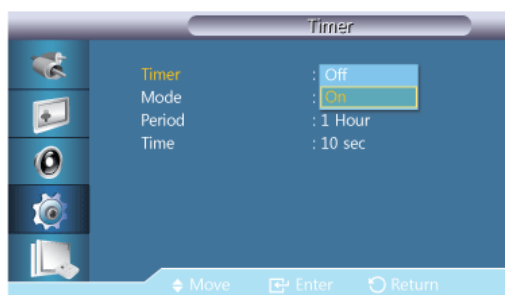 Timer
Timer : Off
Mode : On
Period : 1 Hour
Time : 10 sec
Move Enter Return